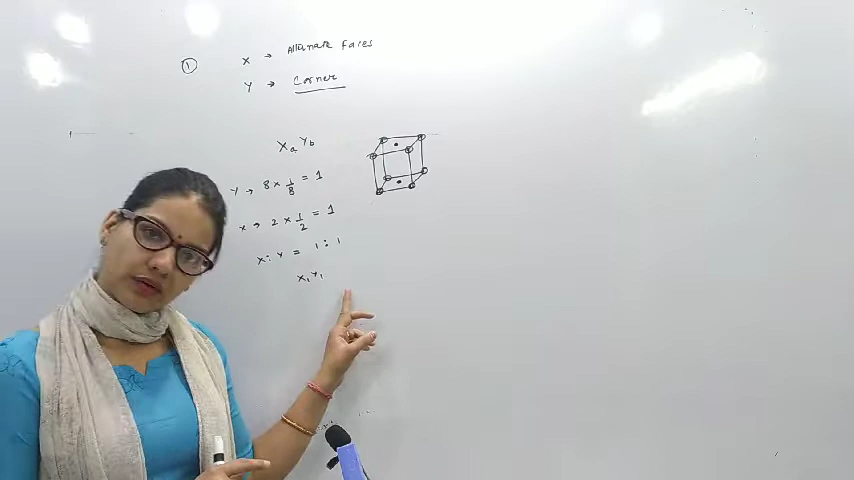 ① X → Alternate Faces
Y → Corner
XaYb
Y → 8 × 1/8 = 1
X → 2 × 1/2 = 1
X : Y = 1 : 1
X₁Y₁